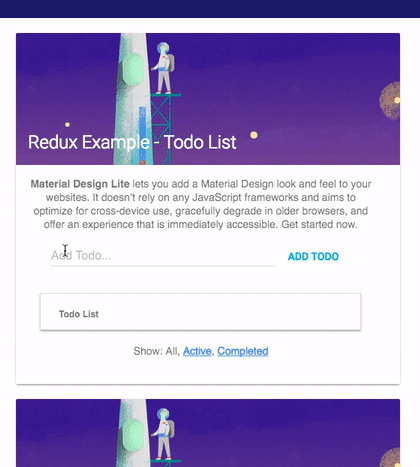 Redux Example - Todo List
Material Design Lite lets you add a Material Design look and feel to your
websites. It doesn't rely on any JavaScript frameworks and aims to
optimize for cross-device use, gracefully degrade in older browsers, and
offer an experience that is immediately accessible. Get started now.
Add Todo... ADD TODO
Todo List
Show: All, Active, Completed